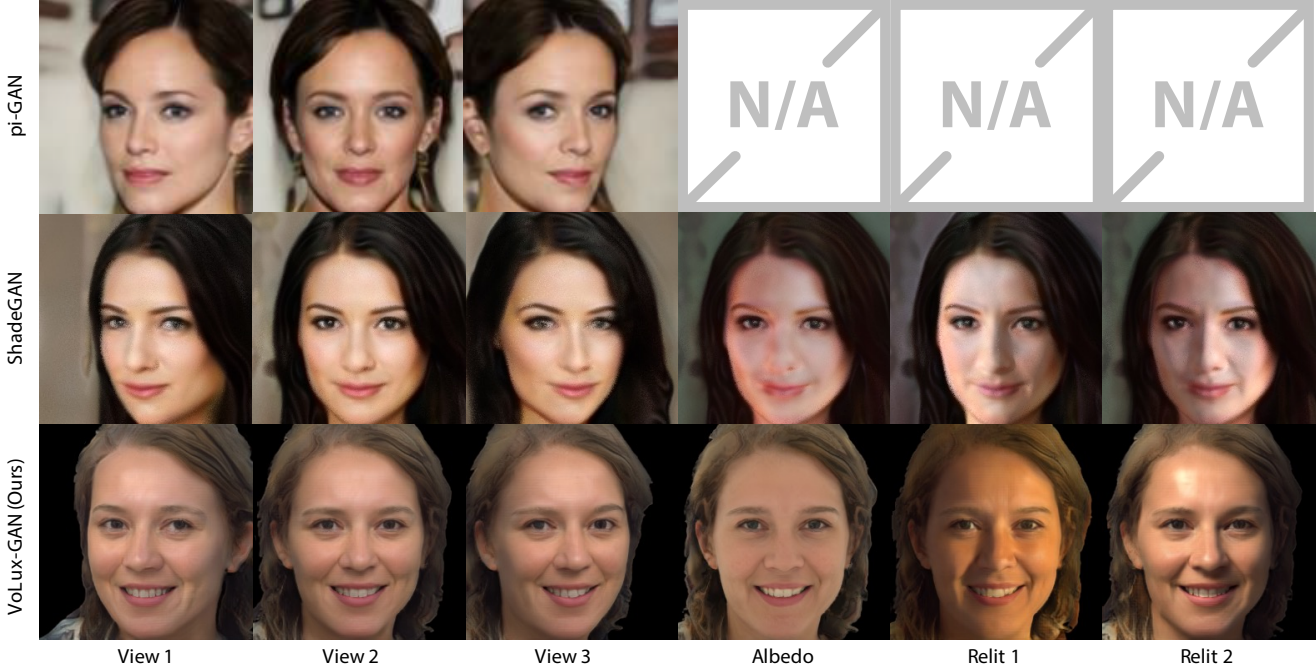 pi-GAN
N/A N/A N/A
ShadeGAN
VoLux-GAN (Ours)
View 1 View 2 View 3 Albedo Relit 1 Relit 2